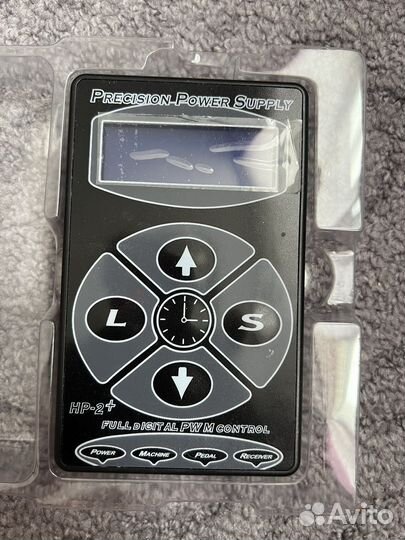 PRECISION POWER SUPPLY
L
S
HP-2+
FULL DIGITAL PWM CONTROL
POWER MACHINE PEDAL RECEIVER
Avito